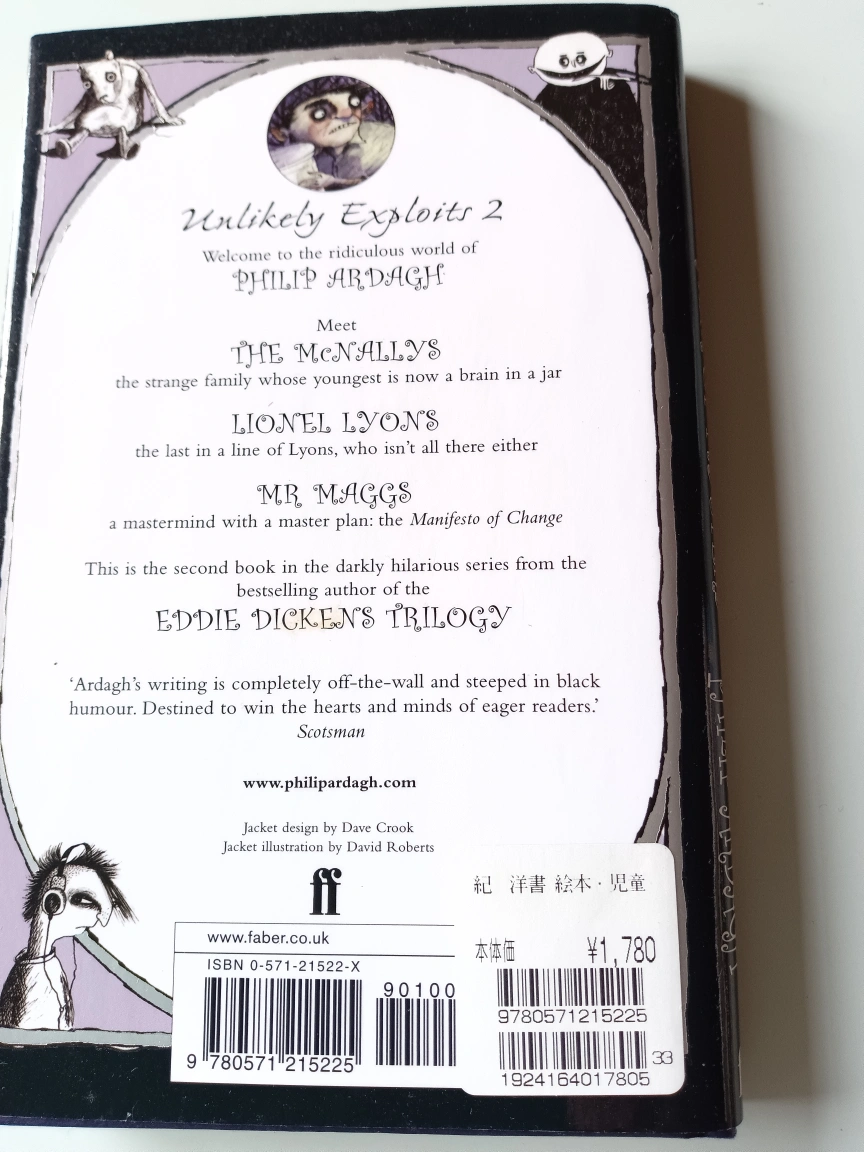 Unlikely Exploits 2
Welcome to the ridiculous world of
PHILIP ARDAGH
Meet
THE McNALLYS
the strange family whose youngest is now a brain in a jar
LIONEL LYONS
the last in a line of Lyons, who isn't all there either
MR MAGGS
a mastermind with a master plan: the Manifesto of Change
This is the second book in the darkly hilarious series from the
bestselling author of the
EDDIE DICKENS TRILOGY
'Ardagh's writing is completely off-the-wall and steeped in black
humour. Destined to win the hearts and minds of eager readers.'
Scotsman
www.philipardagh.com
Jacket design by Dave Crook
Jacket illustration by David Roberts
ff
www.faber.co.uk
ISBN 0-571-21522-X
90100
9 780571 215225
紀 洋書 絵本・児童
本体価 ¥1,780
9780571215225
33
1924164017805